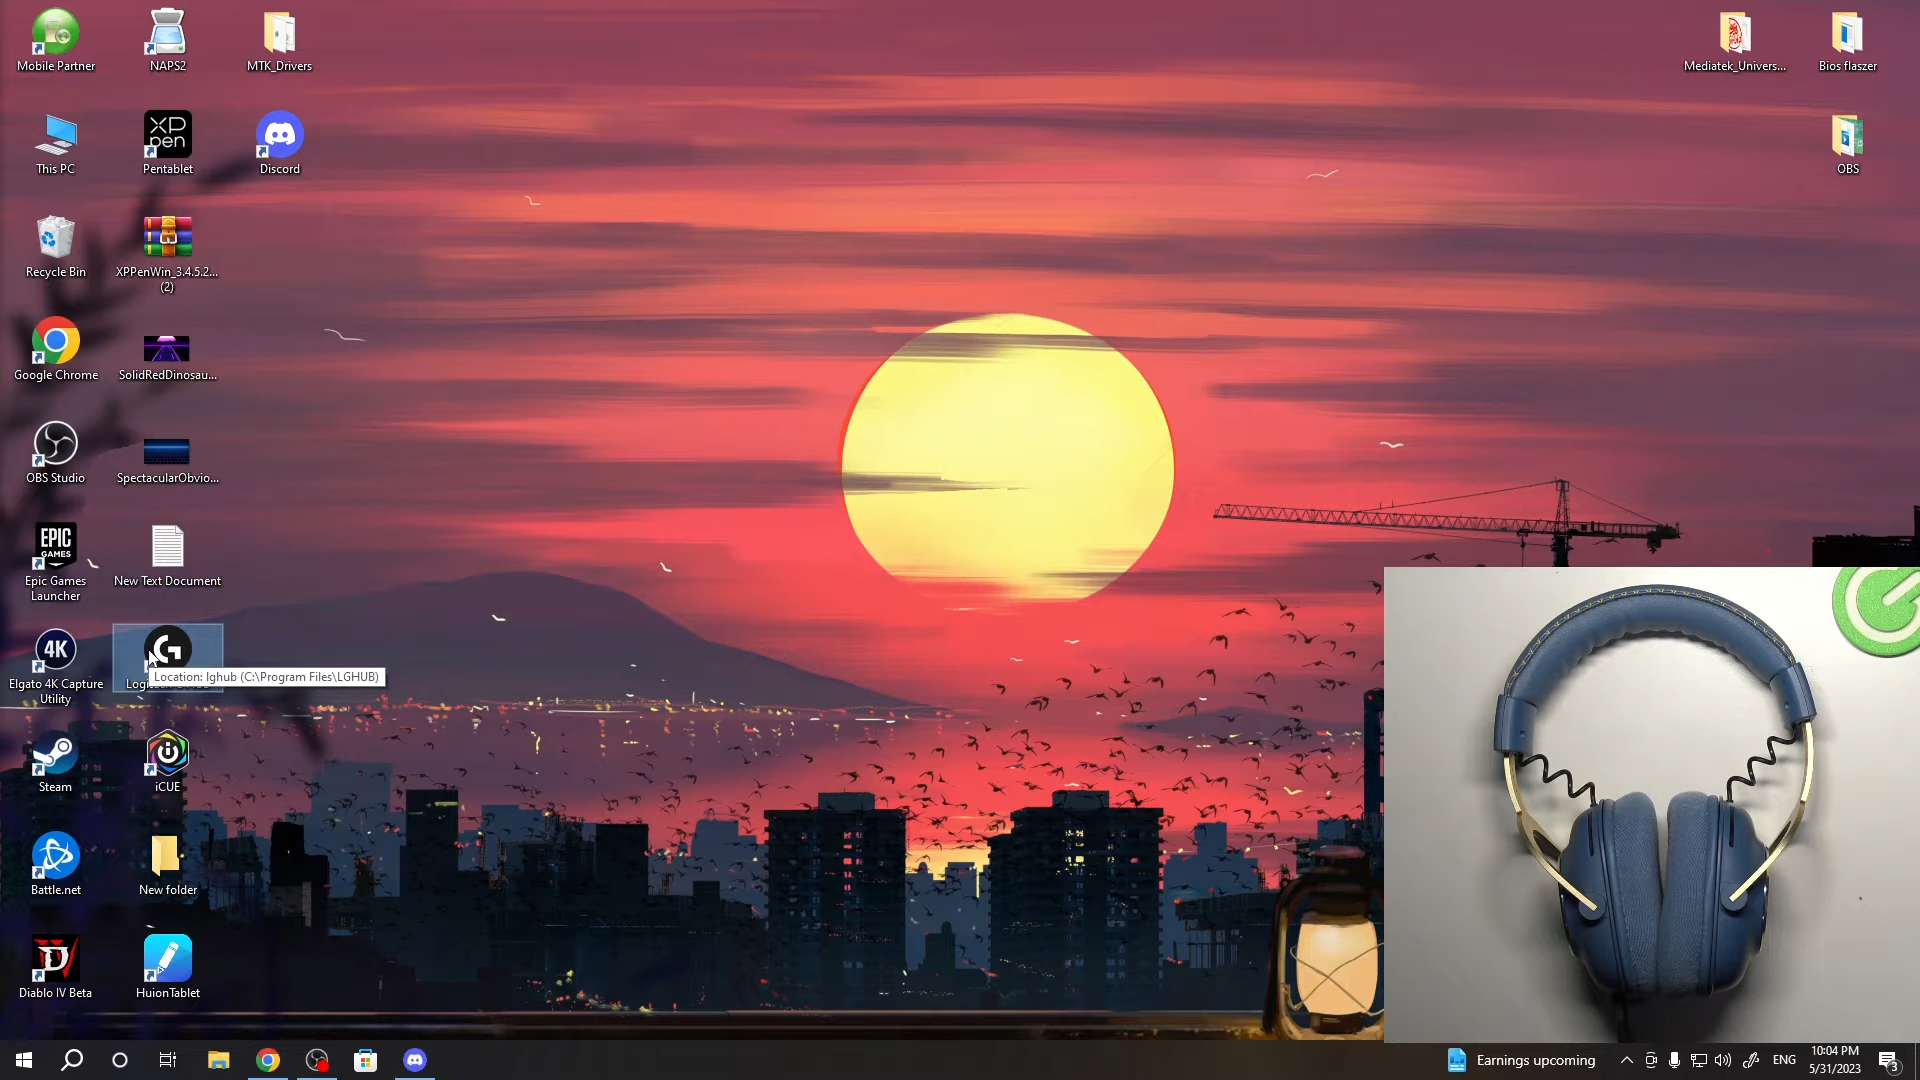 Mobile Partner
NAPS2
MTK_Drivers
Mediatek_Univers...
Bios flaszer
This PC
XP
pen
Pentablet
Discord
OBS
Recycle Bin
XPPenWin_3.4.5.2...
(2)
Google Chrome
SolidRedDinosau...
OBS Studio
SpectacularObvio...
EPIC
GAMES
Epic Games
Launcher
New Text Document
4K
Elgato 4K Capture
Utility
Location: lghub (C:\Program Files\LGHUB)
Steam
iCUE
Battle.net
New folder
Diablo IV Beta
HuionTablet
Earnings upcoming
ENG
10:04 PM
5/31/2023
3